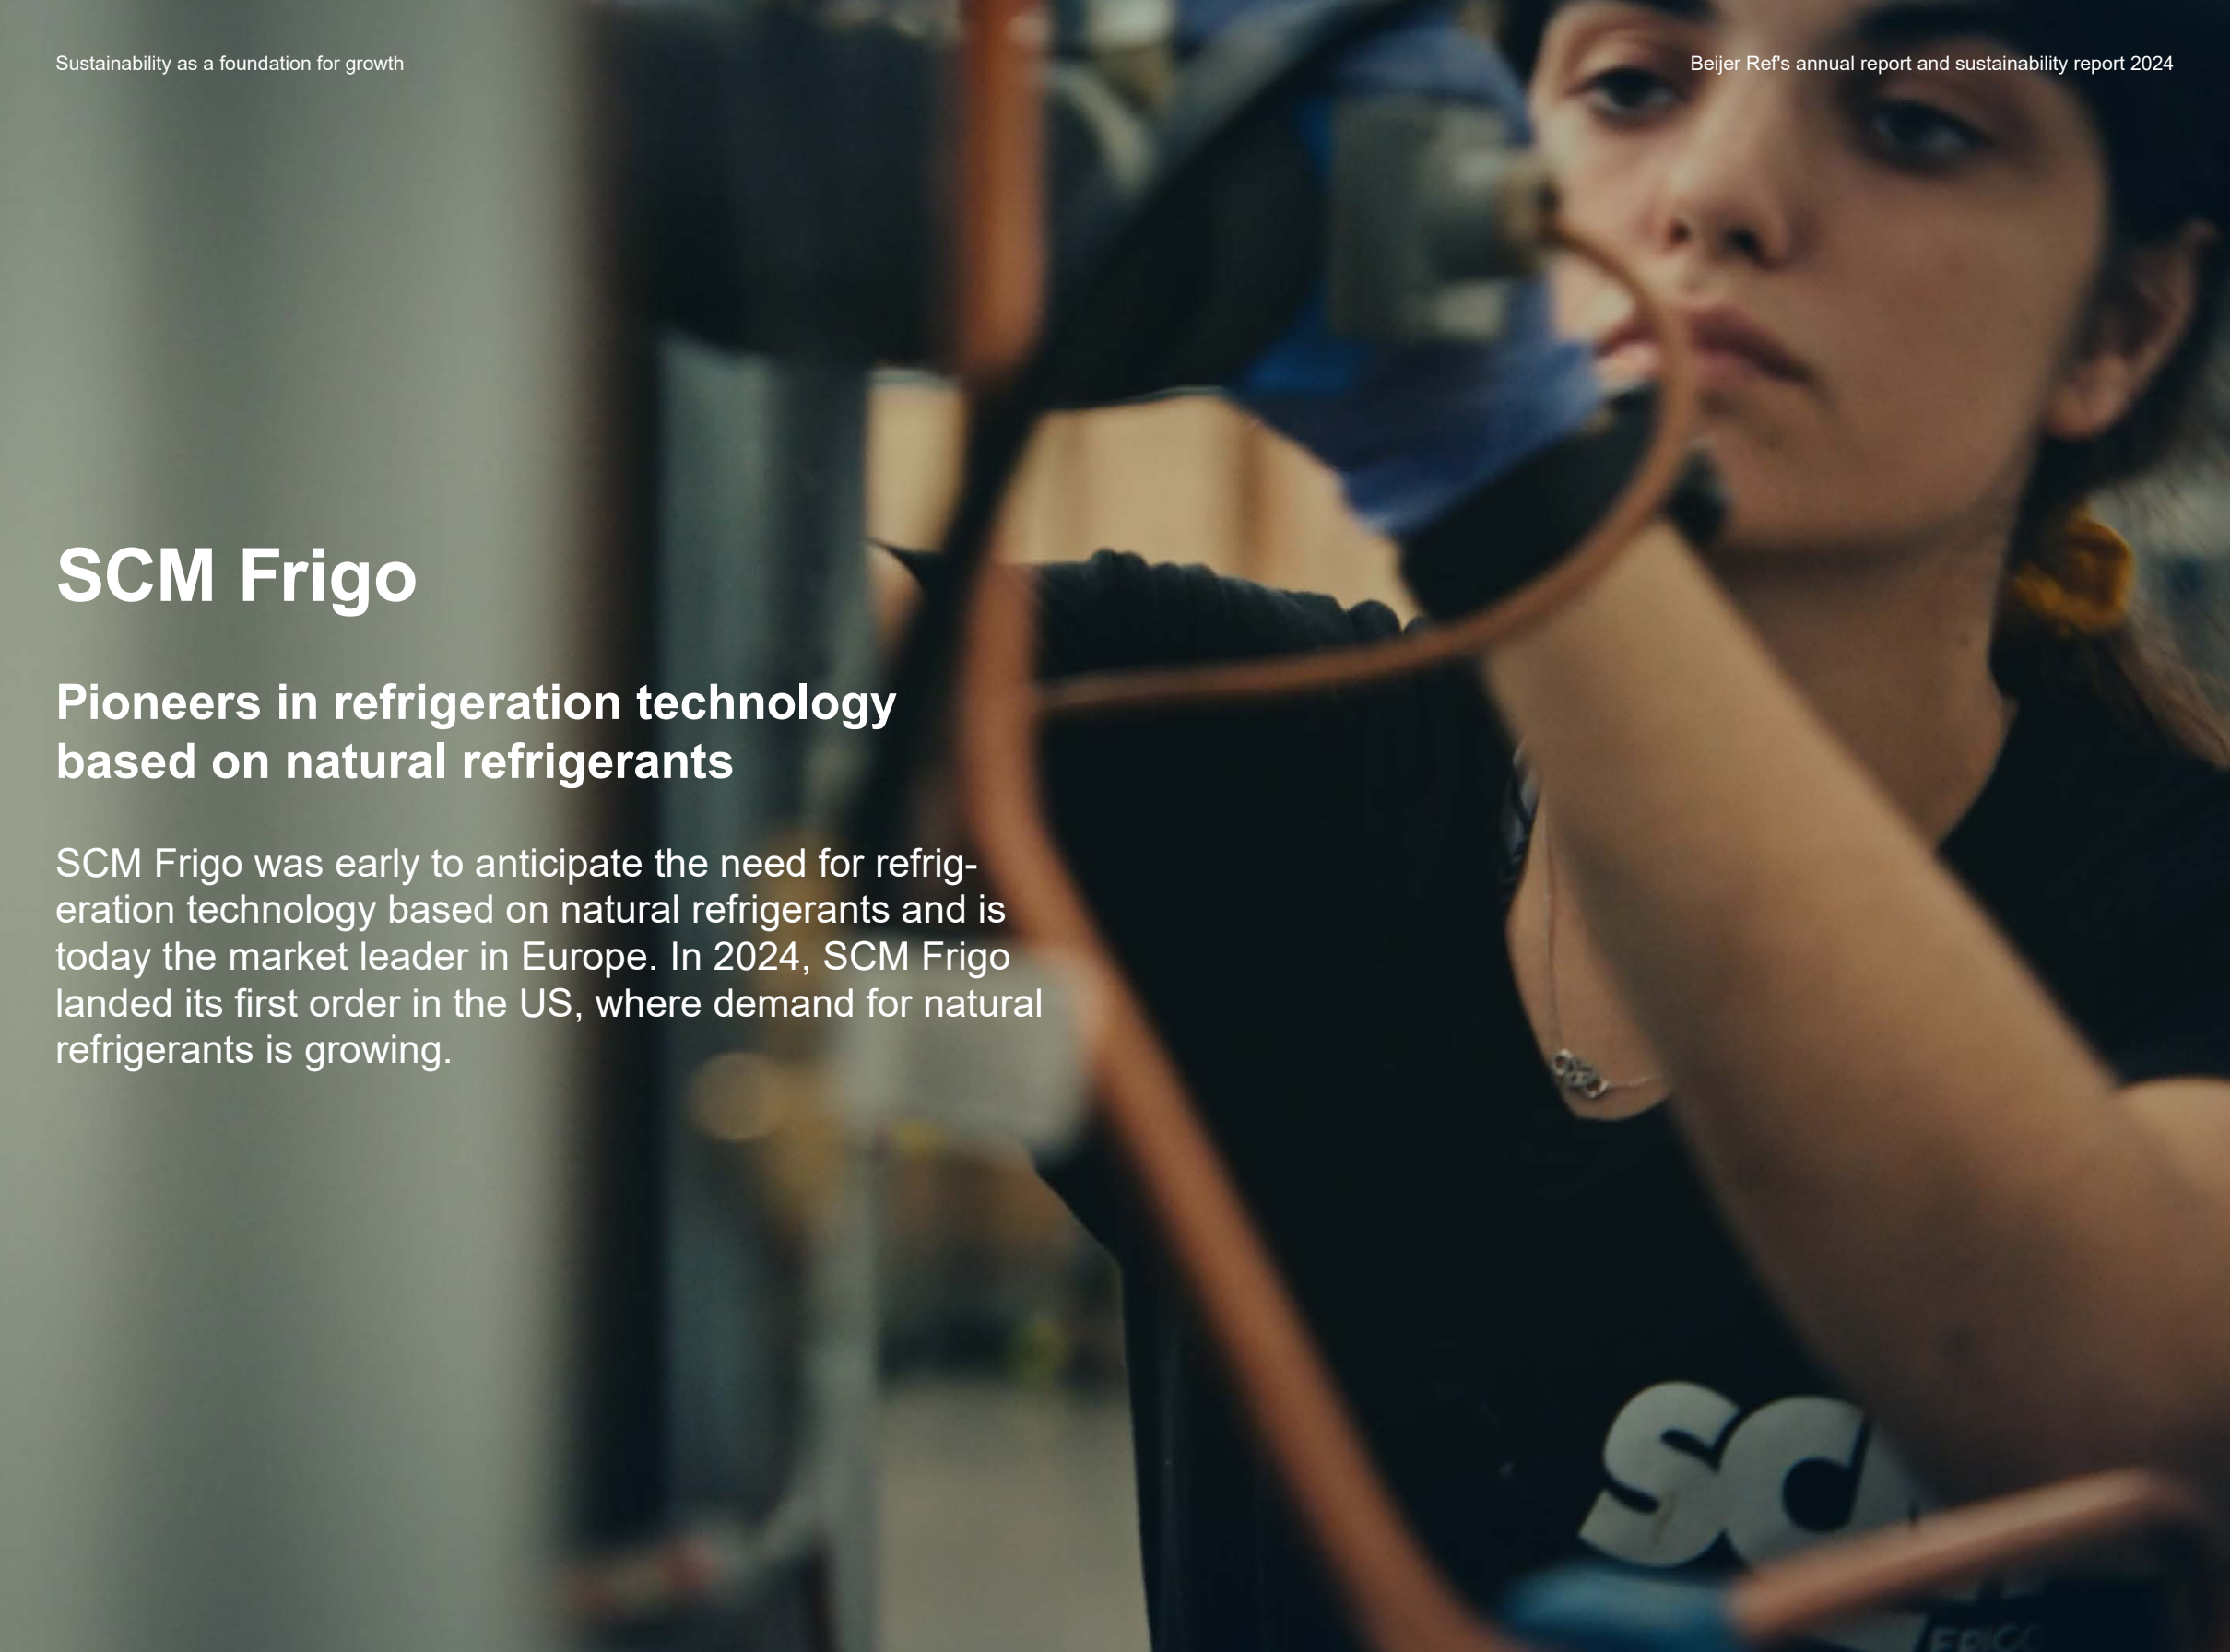 Sustainability as a foundation for growth
Beijer Ref's annual report and sustainability report 2024
SCM Frigo
Pioneers in refrigeration technology
based on natural refrigerants
SCM Frigo was early to anticipate the need for refrig-
eration technology based on natural refrigerants and is
today the market leader in Europe. In 2024, SCM Frigo
landed its first order in the US, where demand for natural
refrigerants is growing.